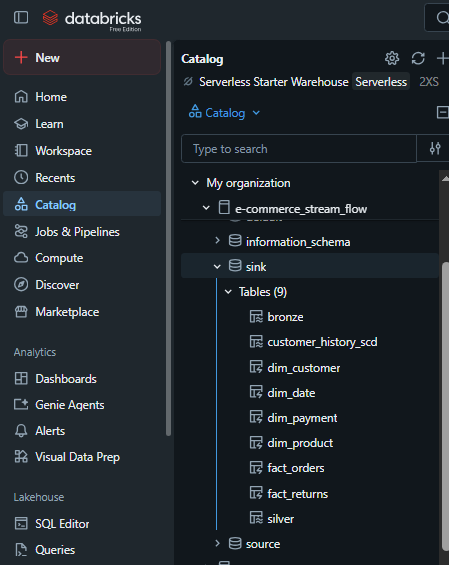 databricks
Free Edition
New
Home
Learn
Workspace
Recents
Catalog
Jobs & Pipelines
Compute
Discover
Marketplace
Analytics
Dashboards
Genie Agents
Alerts
Visual Data Prep
Lakehouse
SQL Editor
Queries
Catalog
Serverless Starter Warehouse Serverless 2XS
Catalog
Type to search
My organization
e-commerce_stream_flow
information_schema
sink
Tables (9)
bronze
customer_history_scd
dim_customer
dim_date
dim_payment
dim_product
fact_orders
fact_returns
silver
source